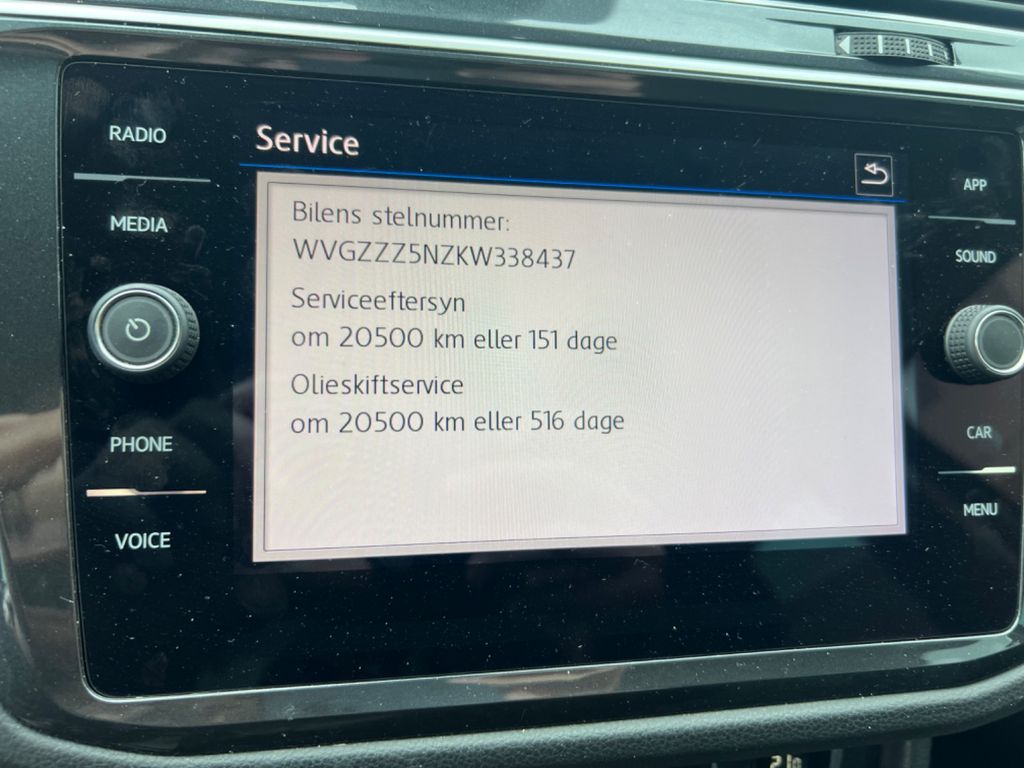 RADIO
MEDIA
PHONE
VOICE
Service
Bilens stelnummer:
WVGZZZ5NZKW338437
Serviceeftersyn
om 20500 km eller 151 dage
Olieskiftservice
om 20500 km eller 516 dage
APP
SOUND
CAR
MENU